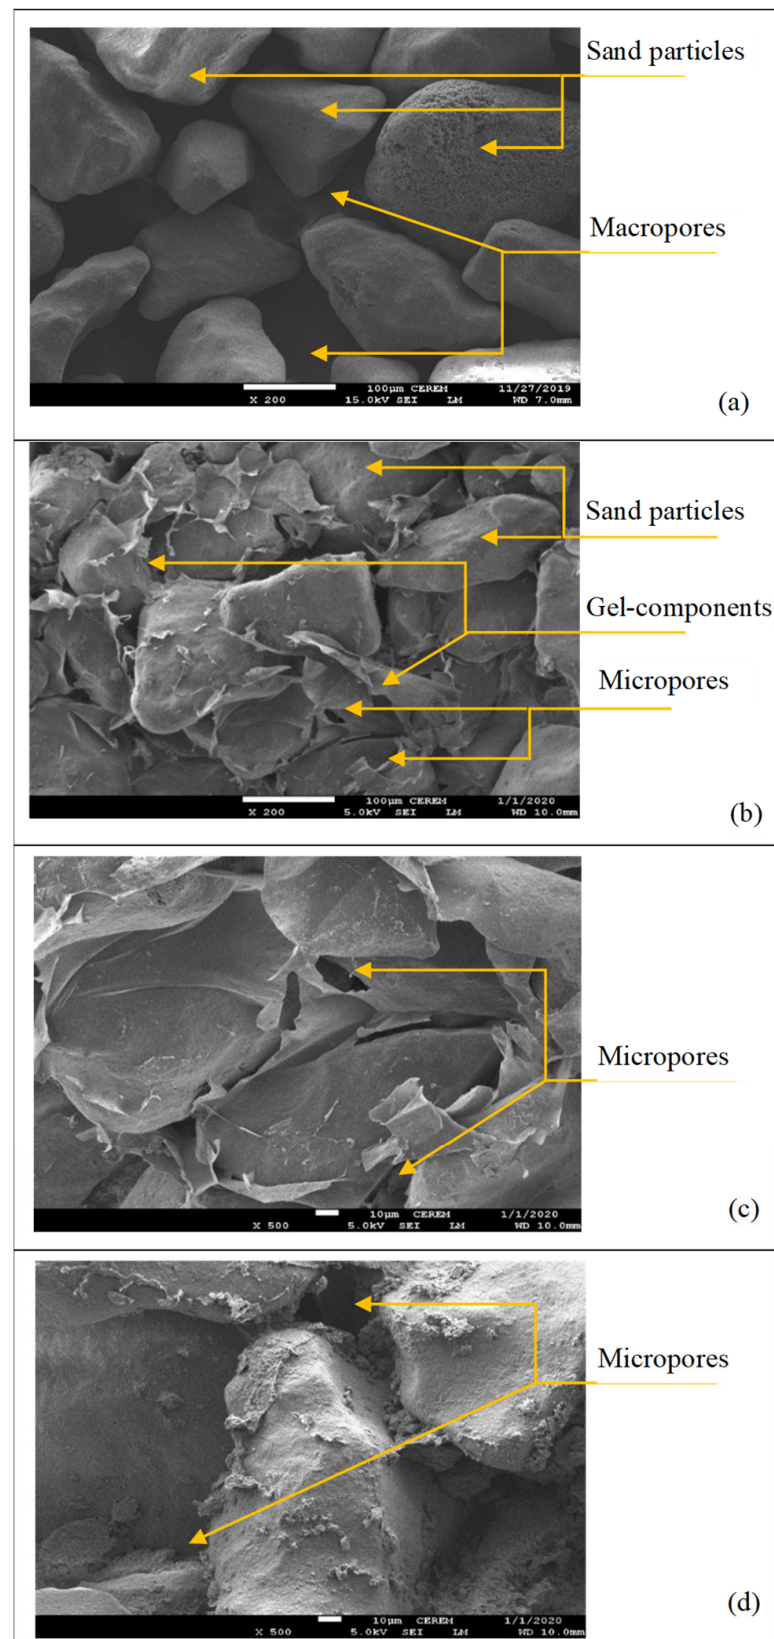 Sand particles
Macropores
100µm CEREM 11/27/2019
X 200 15.0kV SEI LM WD 7.0mm
(a)
Sand particles
Gel-components
Micropores
100µm CEREM 1/1/2020
X 200 5.0kV SEI LM WD 10.0mm
(b)
Micropores
10µm CEREM 1/1/2020
X 500 5.0kV SEI LM WD 10.0mm
(c)
Micropores
10µm CEREM 1/1/2020
X 500 5.0kV SEI LM WD 10.0mm
(d)